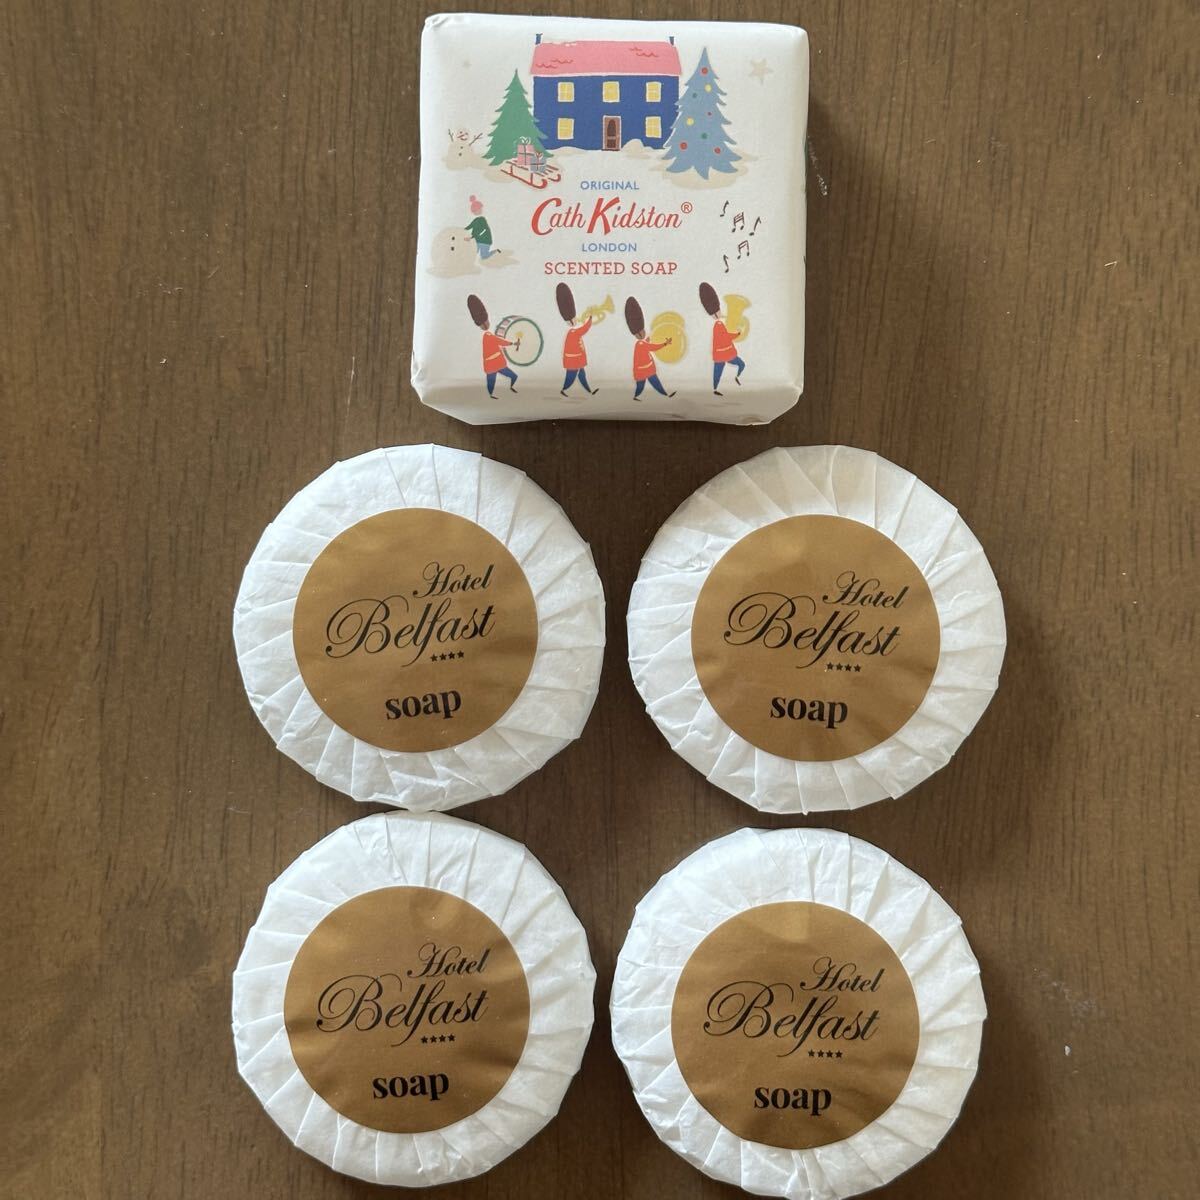 ORIGINAL
Cath Kidston®
LONDON
SCENTED SOAP
Hotel
Belfast
★★★★
soap
Hotel
Belfast
★★★★
soap
Hotel
Belfast
★★★★
soap
Hotel
Belfast
★★★★
soap